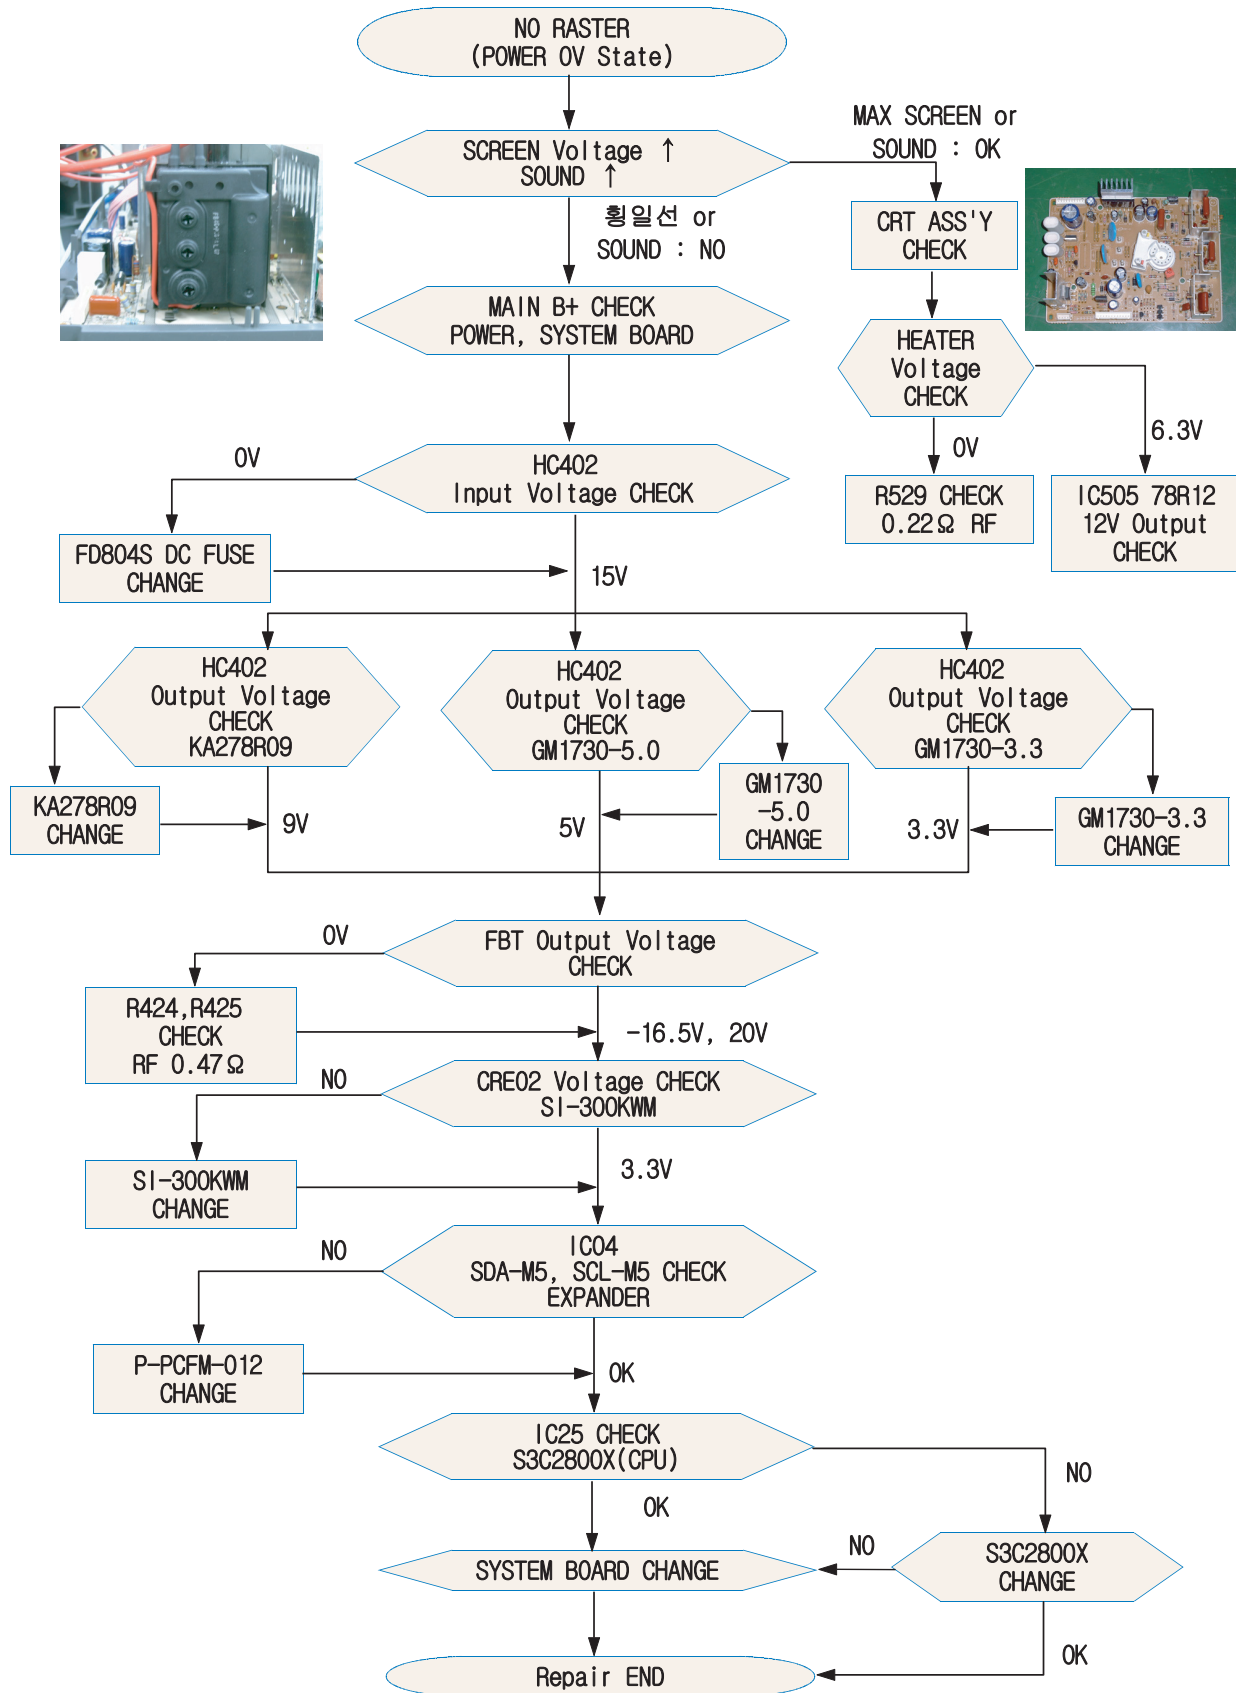 NO RASTER
(POWER 0V State)
MAX SCREEN or
SOUND : OK
SCREEN Voltage ↑
SOUND ↑
횡일선 or
SOUND : NO
CRT ASS'Y
CHECK
MAIN B+ CHECK
POWER, SYSTEM BOARD
HEATER
Voltage
CHECK
0V
6.3V
R529 CHECK
0.22Ω RF
IC505 78R12
12V Output
CHECK
0V
HC402
Input Voltage CHECK
FD804S DC FUSE
CHANGE
15V
HC402
Output Voltage
CHECK
KA278R09
HC402
Output Voltage
CHECK
GM1730-5.0
HC402
Output Voltage
CHECK
GM1730-3.3
KA278R09
CHANGE
9V
5V
GM1730
-5.0
CHANGE
3.3V
GM1730-3.3
CHANGE
0V
FBT Output Voltage
CHECK
R424,R425
CHECK
RF 0.47Ω
-16.5V, 20V
NO
CRE02 Voltage CHECK
SI-300KWM
SI-300KWM
CHANGE
3.3V
NO
IC04
SDA-M5, SCL-M5 CHECK
EXPANDER
P-PCFM-012
CHANGE
OK
IC25 CHECK
S3C2800X(CPU)
NO
OK
SYSTEM BOARD CHANGE
NO
S3C2800X
CHANGE
OK
Repair END